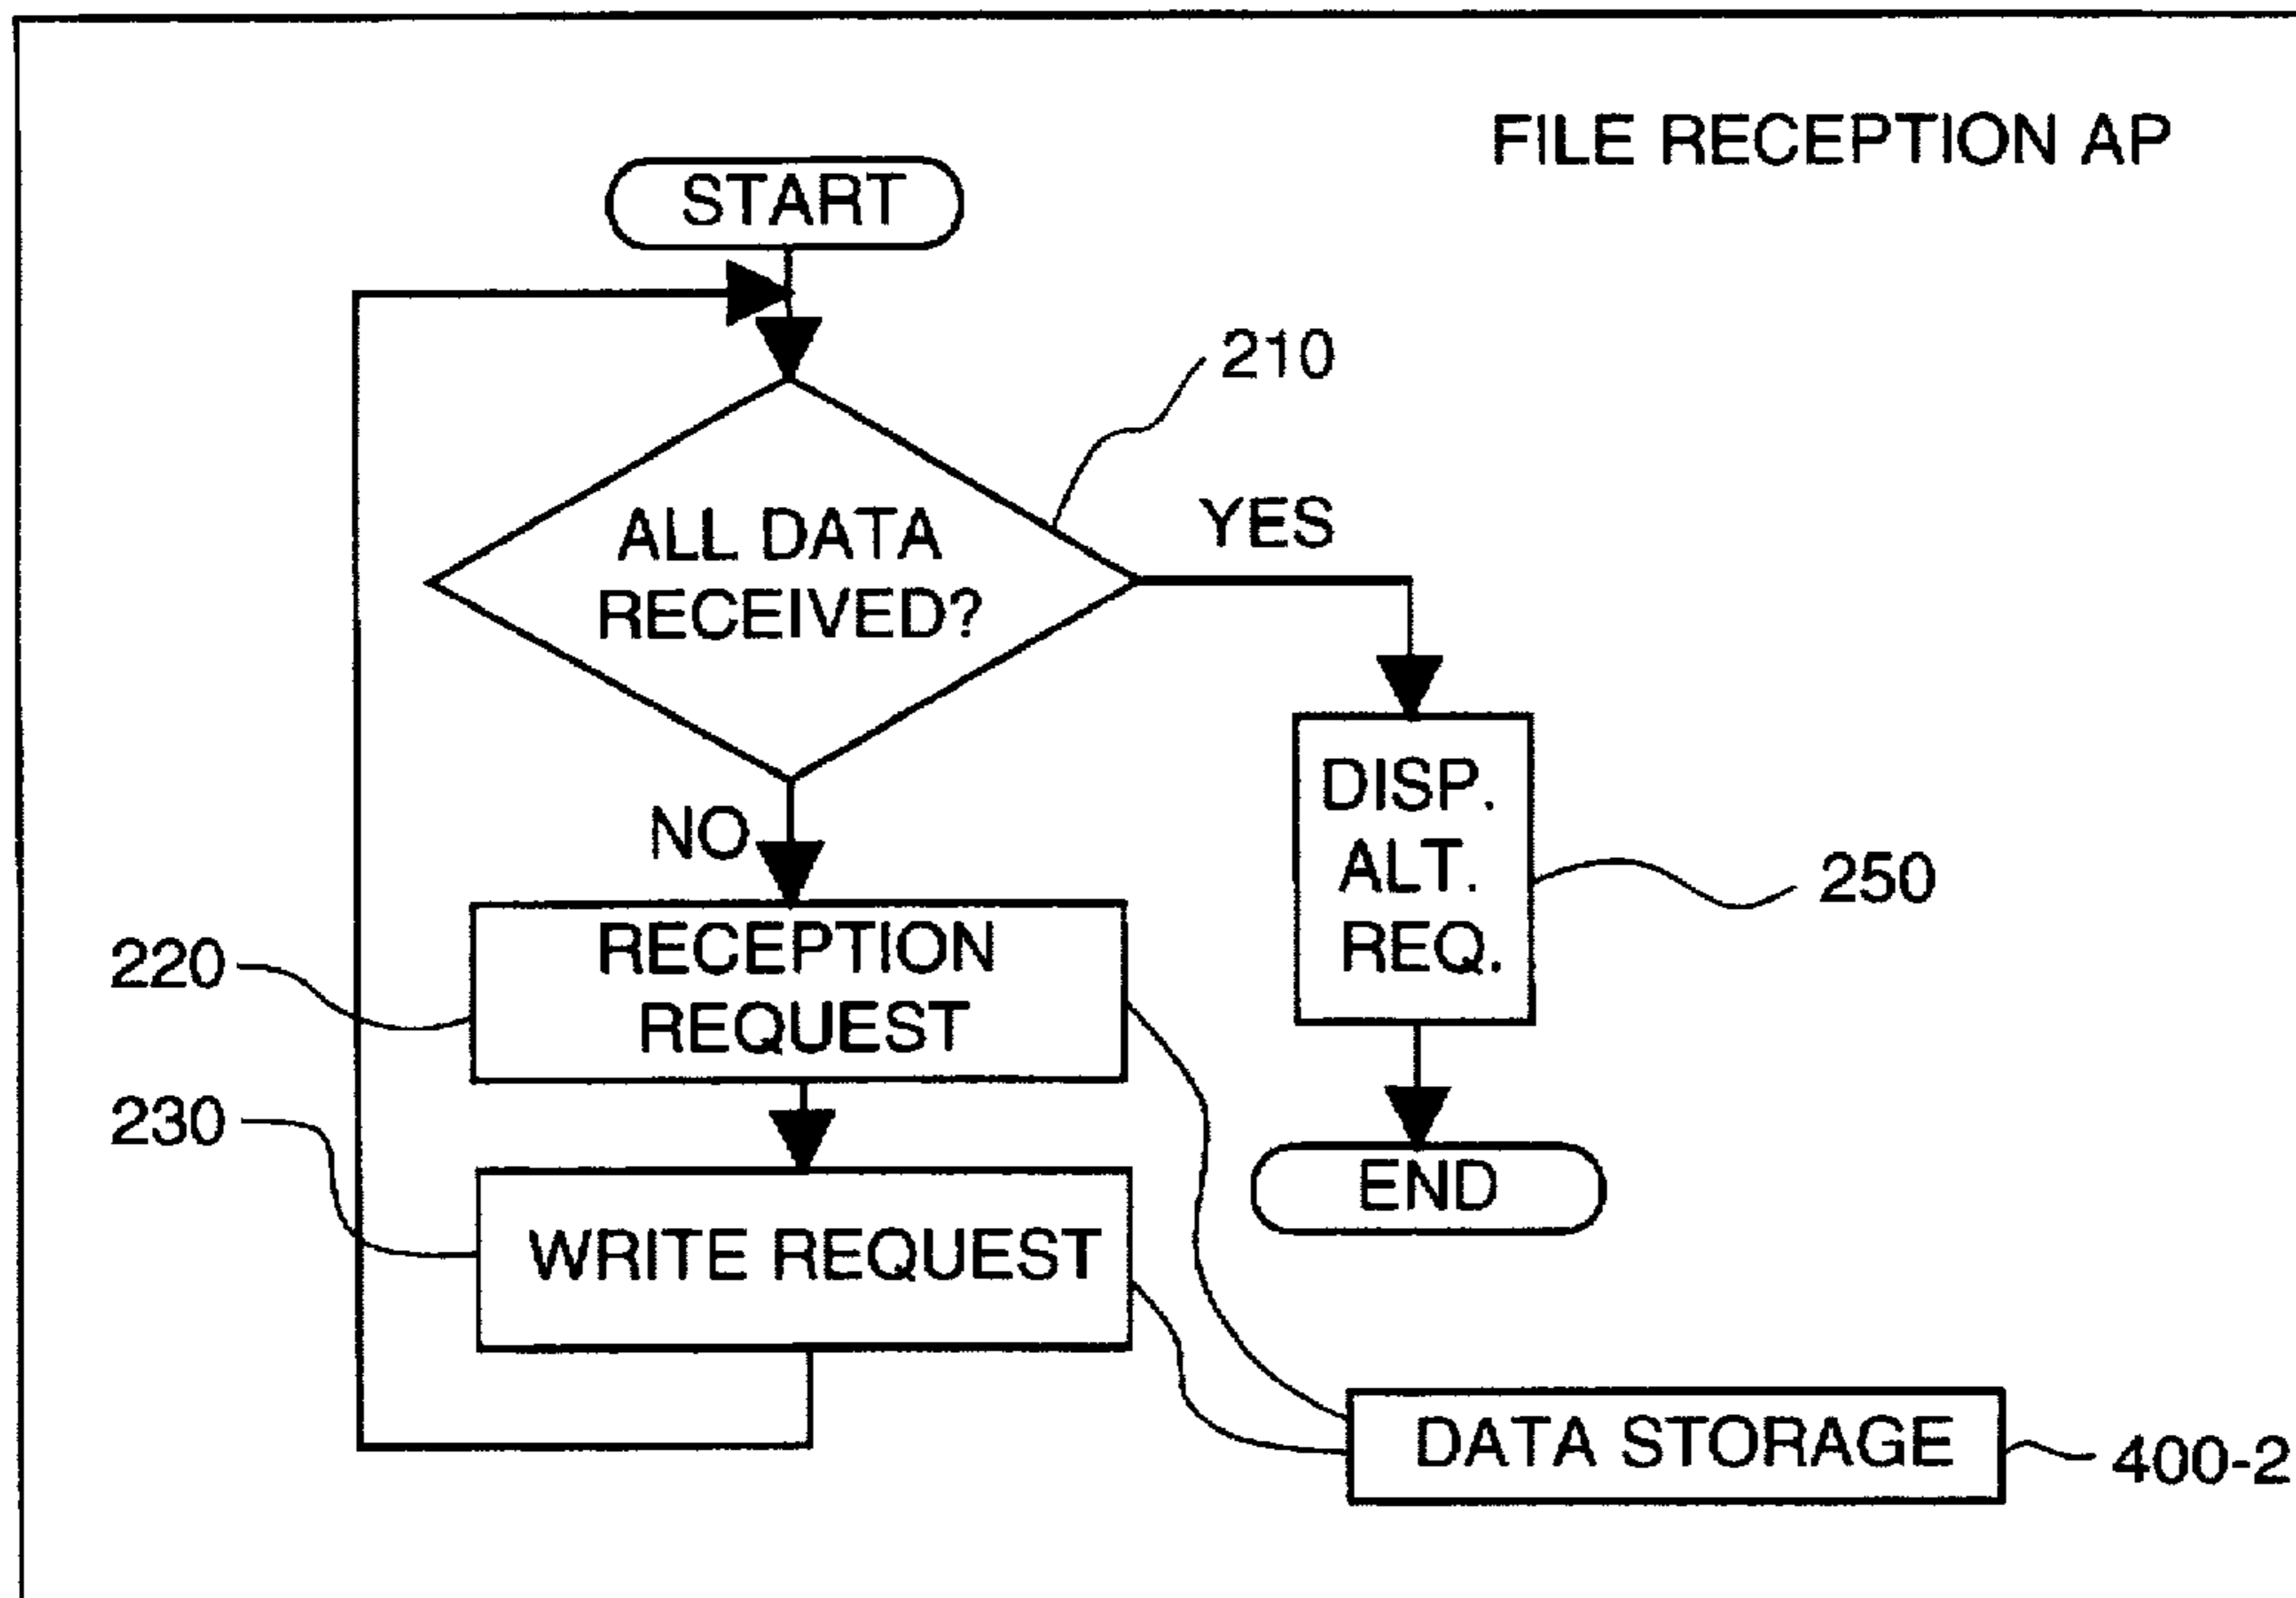 FILE RECEPTION AP
START
210
ALL DATA
RECEIVED?
YES
NO
DISP.
ALT.
REQ.
250
220
RECEPTION
REQUEST
230
WRITE REQUEST
END
DATA STORAGE
400-2